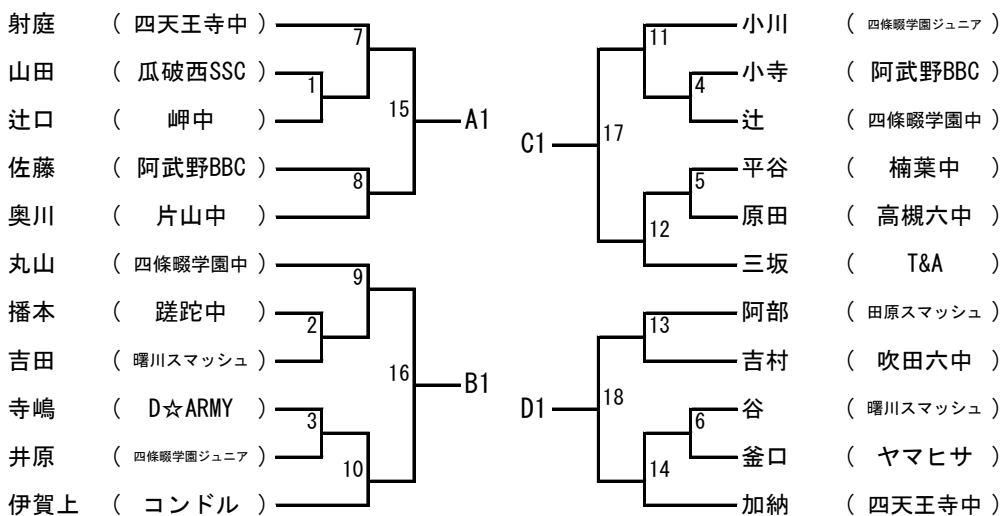 射庭 ( 四天王寺中 )
山田 ( 瓜破西SSC )
辻口 ( 岬中 )
佐藤 ( 阿武野BBC )
奥川 ( 片山中 )
丸山 ( 四條畷学園中 )
播本 ( 蹉跎中 )
吉田 ( 曙川スマッシュ )
寺嶋 ( D☆ARMY )
井原 ( 四條畷学園ジュニア )
伊賀上 ( コンドル )
7
1
15
A1
8
9
2
16
B1
3
10
小川 ( 四條畷学園ジュニア )
小寺 ( 阿武野BBC )
辻 ( 四條畷学園中 )
平谷 ( 楠葉中 )
原田 ( 高槻六中 )
三坂 ( T&A )
阿部 ( 田原スマッシュ )
吉村 ( 吹田六中 )
谷 ( 曙川スマッシュ )
釜口 ( ヤマヒサ )
加納 ( 四天王寺中 )
11
4
C1
17
5
12
13
D1
18
6
14